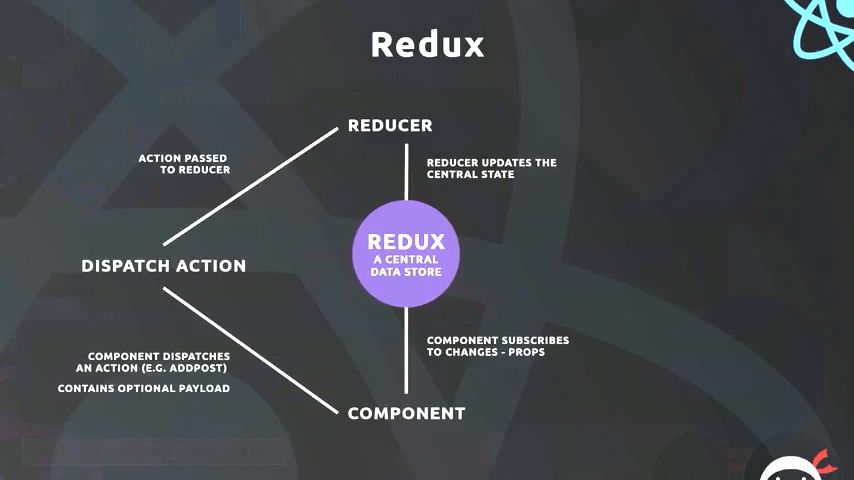 Redux
REDUCER
ACTION PASSED
TO REDUCER
REDUCER UPDATES THE
CENTRAL STATE
REDUX
A CENTRAL
DATA STORE
DISPATCH ACTION
COMPONENT SUBSCRIBES
TO CHANGES - PROPS
COMPONENT DISPATCHES
AN ACTION (E.G. ADDPOST)
CONTAINS OPTIONAL PAYLOAD
COMPONENT